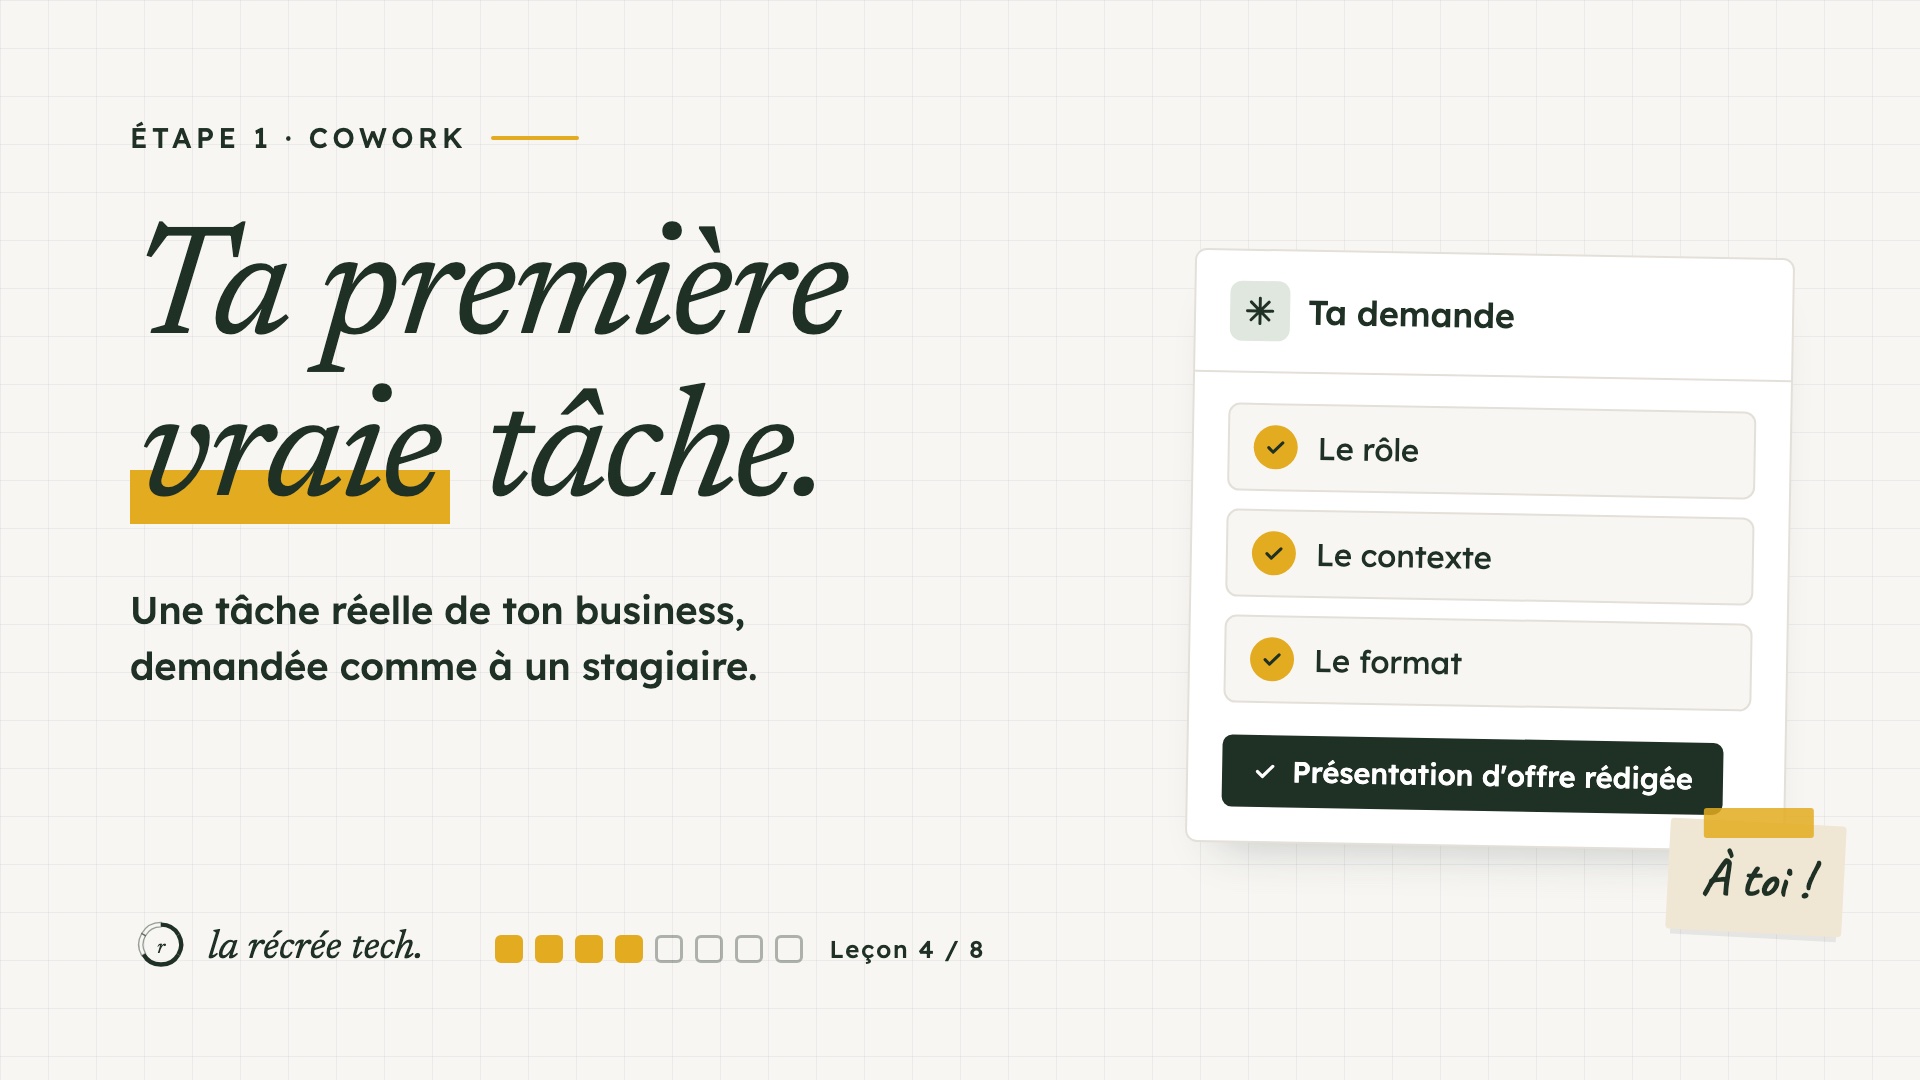 ÉTAPE 1 · COWORK
Ta première
vraie tâche.
Une tâche réelle de ton business,
demandée comme à un stagiaire.
Ta demande
Le rôle
Le contexte
Le format
Présentation d'offre rédigée
À toi !
r
la récrée tech.
Leçon 4 / 8